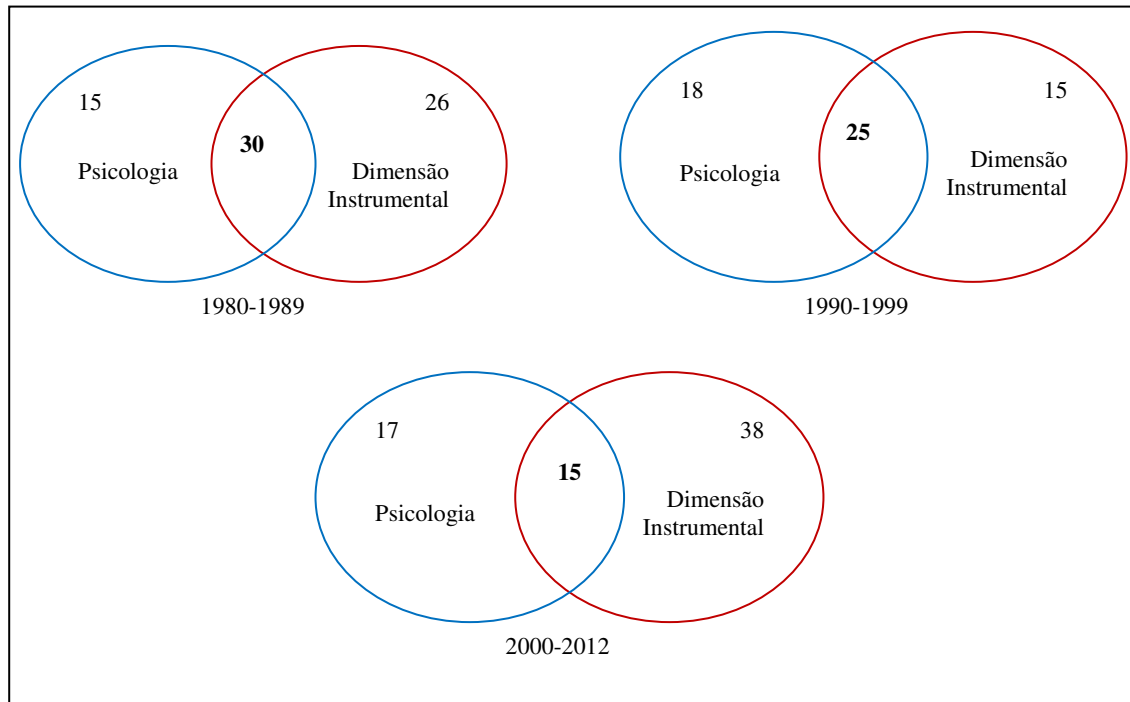 15
30
26
Psicologia
Dimensão
Instrumental
1980-1989
18
25
15
Psicologia
Dimensão
Instrumental
1990-1999
17
15
38
Psicologia
Dimensão
Instrumental
2000-2012